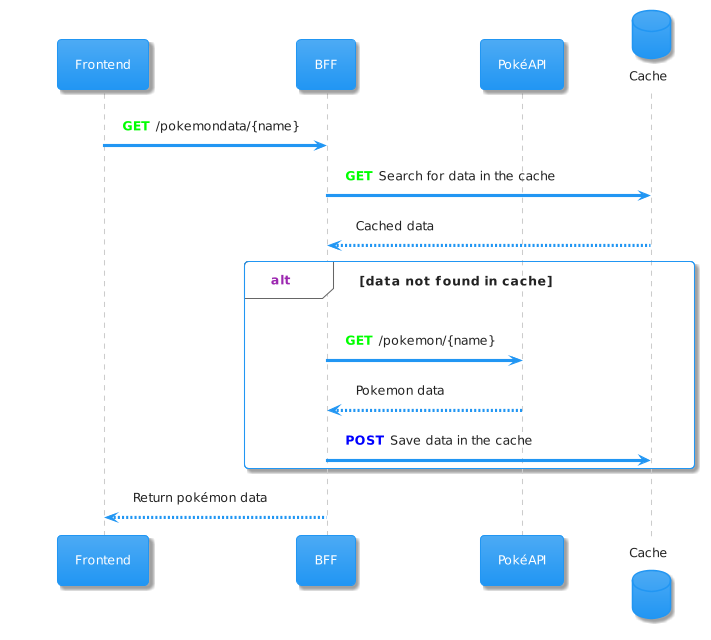 Frontend
BFF
PokéAPI
Cache
GET /pokemondata/{name}
GET Search for data in the cache
Cached data
alt [data not found in cache]
GET /pokemon/{name}
Pokemon data
POST Save data in the cache
Return pokémon data
Frontend
BFF
PokéAPI
Cache